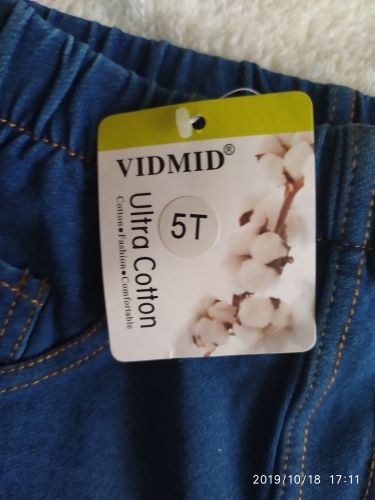 VIDMID®
5T
Ultra Cotton
Cotton●Fashion●Comfortable
2019/10/18 17:11